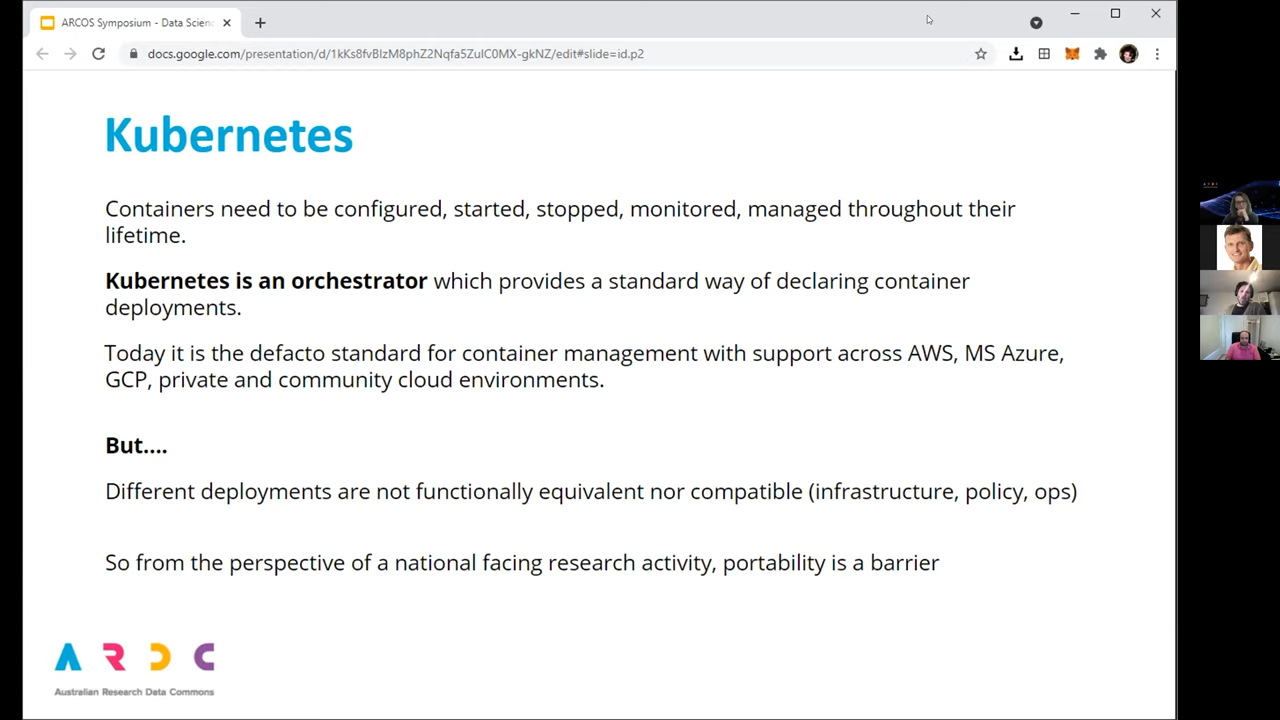 ARCOS Symposium - Data Scienc
docs.google.com/presentation/d/1kKs8fvBlzM8phZ2Nqfa5ZulC0MX-gkNZ/edit#slide=id.p2
Kubernetes
Containers need to be configured, started, stopped, monitored, managed throughout their
lifetime.
Kubernetes is an orchestrator which provides a standard way of declaring container
deployments.
Today it is the defacto standard for container management with support across AWS, MS Azure,
GCP, private and community cloud environments.
But....
Different deployments are not functionally equivalent nor compatible (infrastructure, policy, ops)
So from the perspective of a national facing research activity, portability is a barrier
ARDC
Australian Research Data Commons